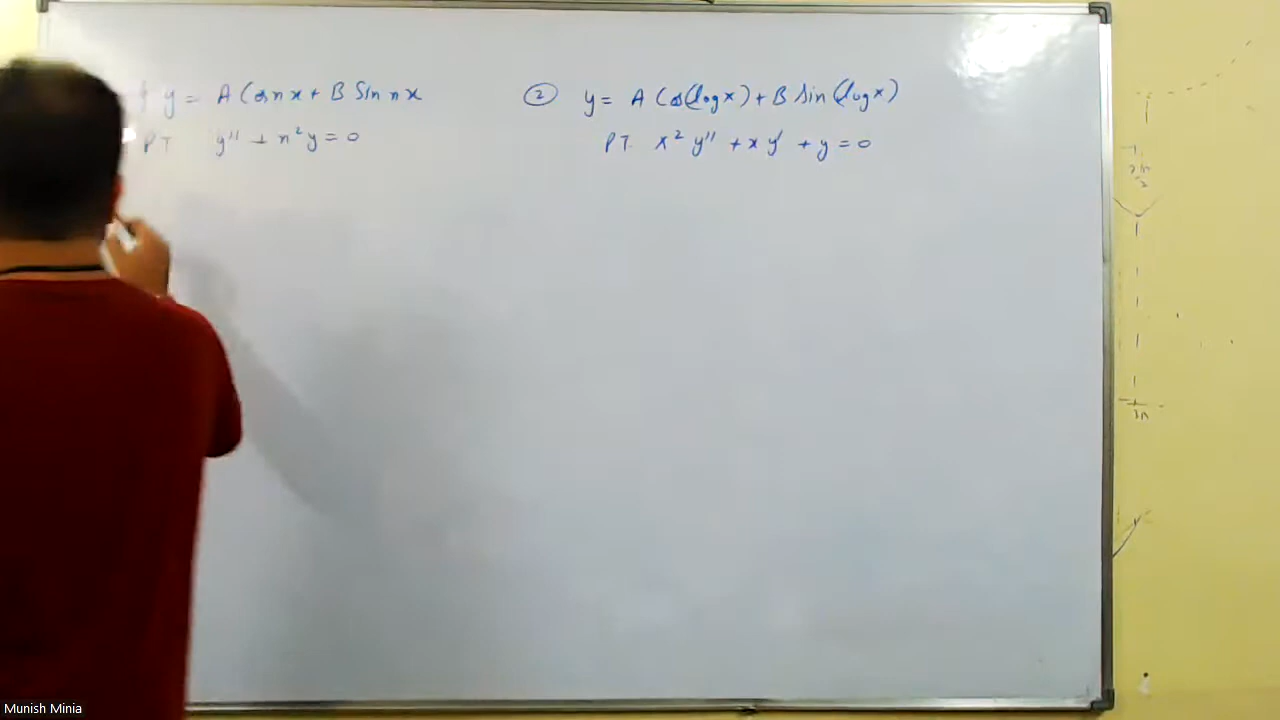 y = A Cos nx + B Sin nx
PT y'' + n²y = 0
② y = A Cos(log x) + B Sin(log x)
PT. x² y'' + x y' + y = 0
Munish Minia